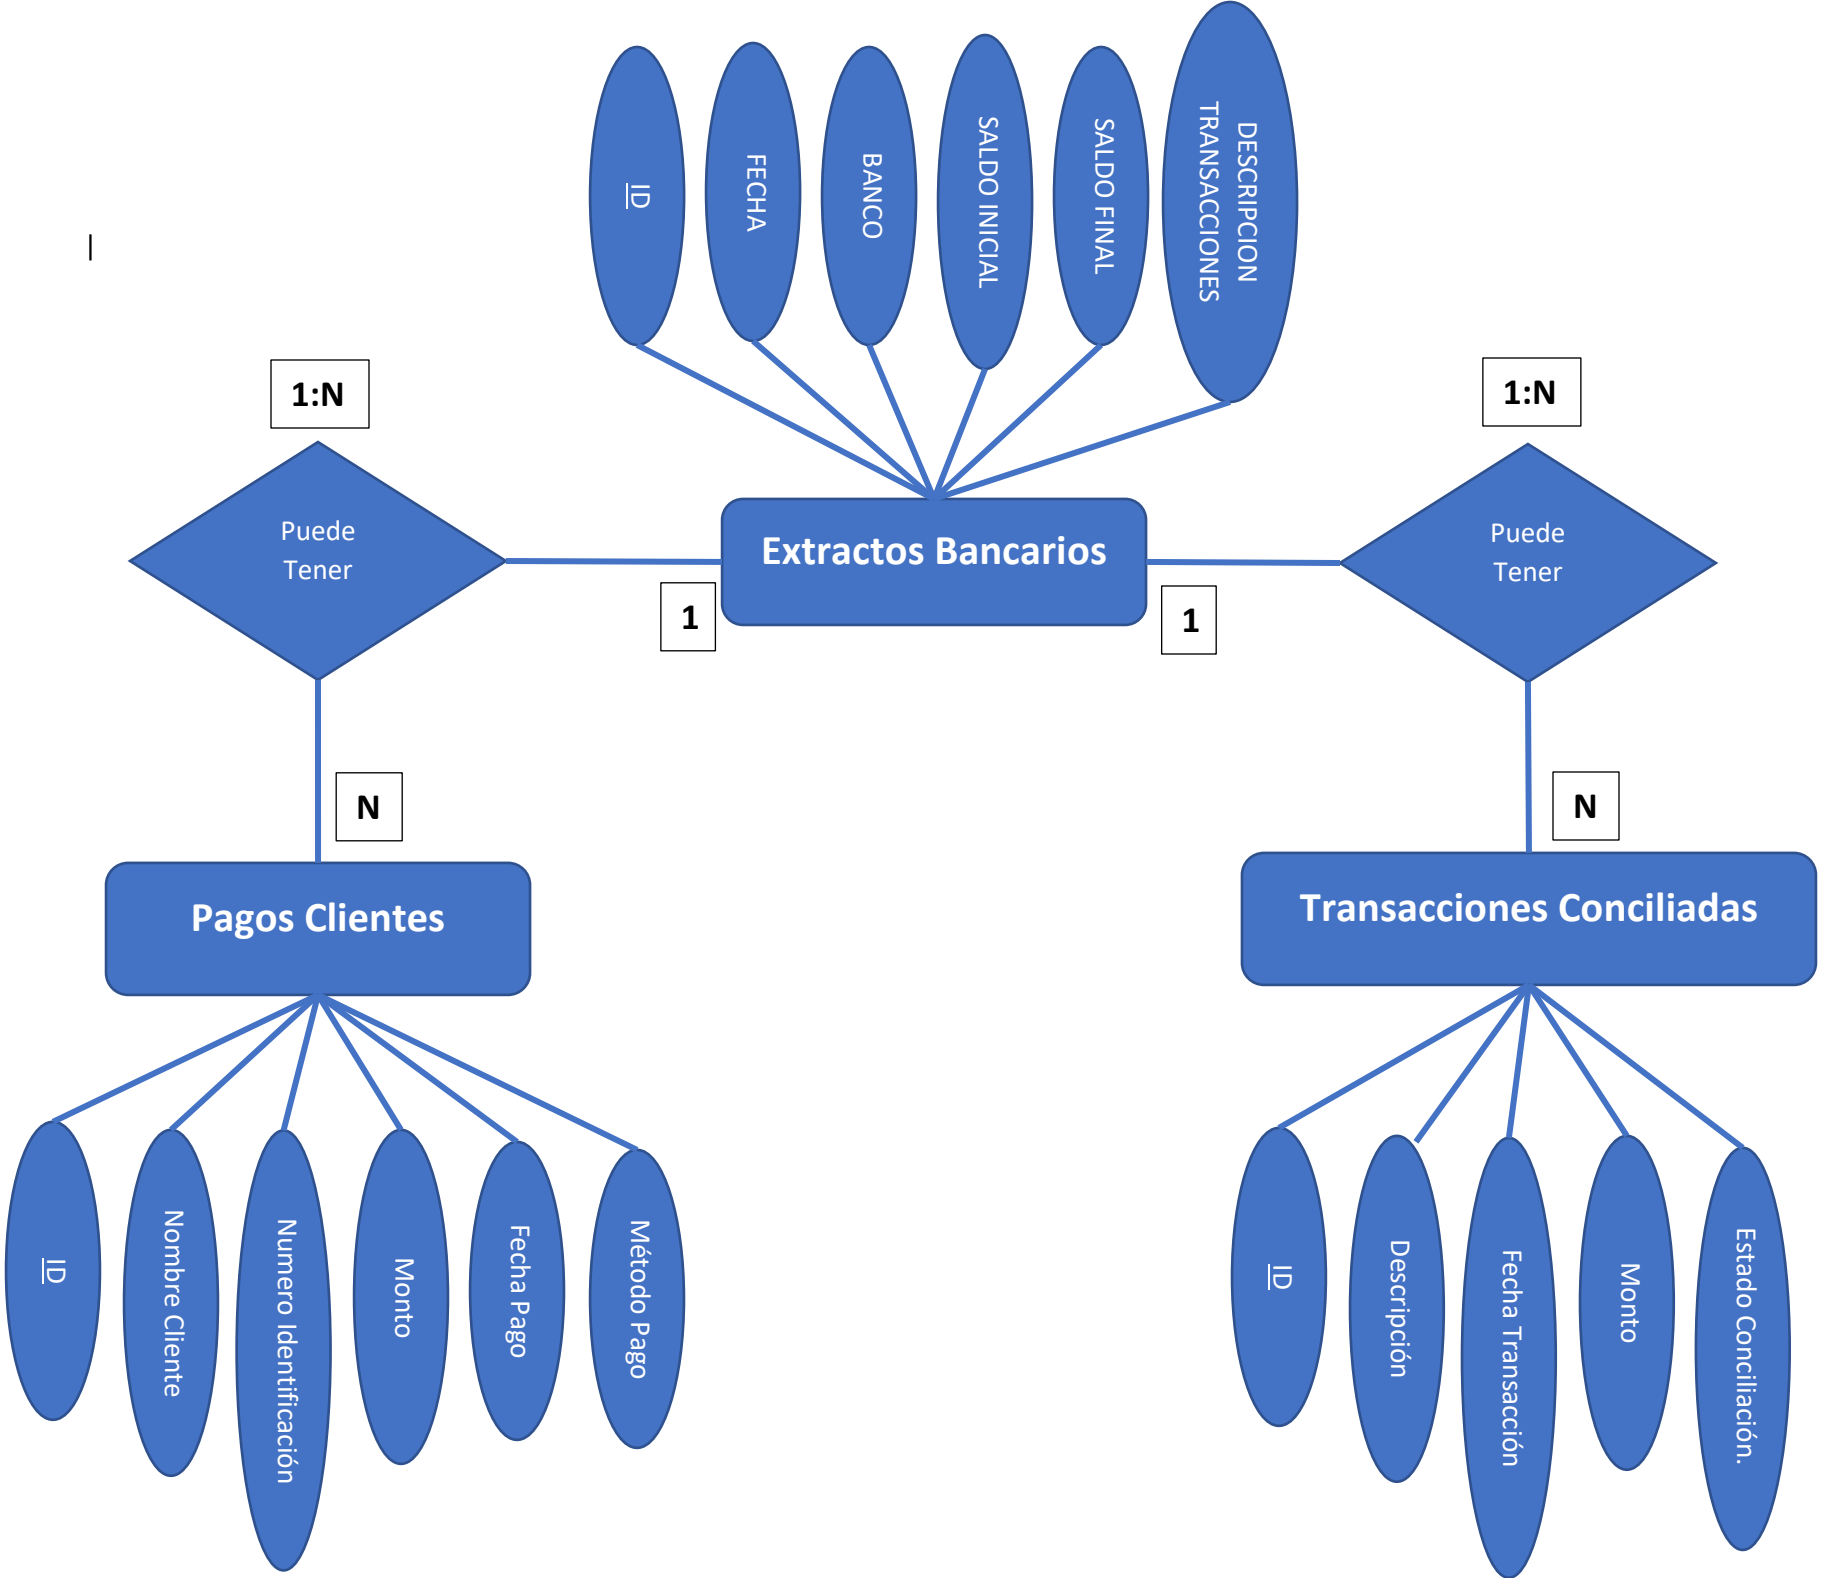 ID
FECHA
BANCO
SALDO INICIAL
SALDO FINAL
DESCRIPCION
TRANSACCIONES
|
1:N
1:N
Puede
Tener
Extractos Bancarios
Puede
Tener
1
1
N
N
Pagos Clientes
Transacciones Conciliadas
ID
Nombre Cliente
Numero Identificación
Monto
Fecha Pago
Método Pago
ID
Descripción
Fecha Transacción
Monto
Estado Conciliación.